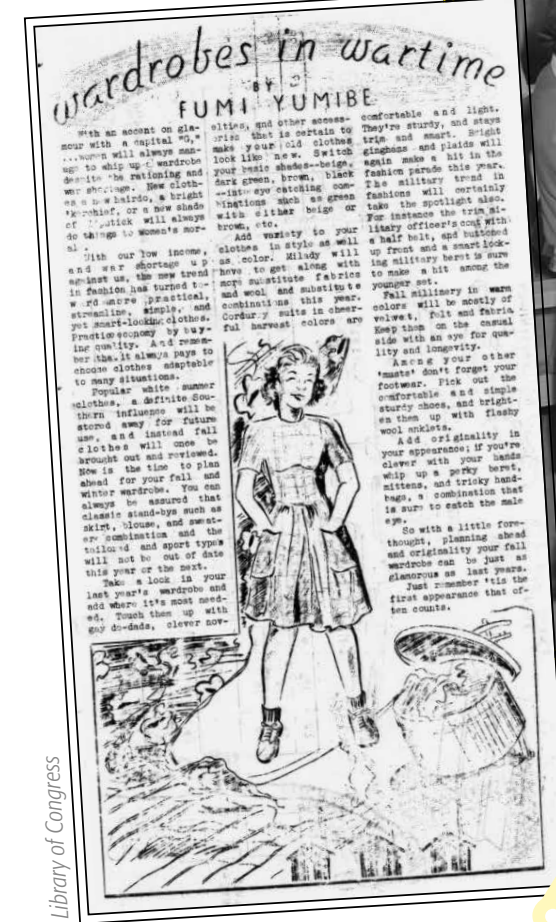 wardrobes in wartime
BY
FUMI YUMIBE
With an accent on gla-
mour with a capital "G,"
...women will always man-
age to whip up a wardrobe
despite the rationing and
war shortage. New cloth-
es a new hairdo, a bright
'kerchief, or a new shade
of lipstick will always
do things to women's mor-
al.
With our low income,
and war shortage up
against us, the new trend
in fashion has turned to-
ward more practical,
streamline, simple, and
yet smart-looking clothes.
Practice economy by buy-
ing quality. And remem-
ber that it always pays to
choose clothes adaptable
to many situations.
Popular white summer
clothes, a definite Sou-
thern influence will be
stored away for future
use, and instead fall
clothes will once be
brought out and reviewed.
Now is the time to plan
ahead for your fall and
winter wardrobe. You can
always be assured that
classic stand-bys such as
skirt, blouse, and sweat-
er combination and the
tailored and sport types
will not be out of date
this year or the next.
Take a look in your
last year's wardrobe and
add where it's most need-
ed. Touch them up with
gay do-dads, clever nov-
elties, and other access-
ories that is certain to
make your old clothes
look like new. Switch
your basic shades--beige,
dark green, brown, black
--into eye catching com-
binations such as green
with either beige or
brown, etc.
Add variety to your
clothes in style as well
as color. Milady will
have to get along with
more substitute fabrics
and wool and substitute
combinations this year.
Corduroy suits in cheer-
ful harvest colors are
comfortable and light.
They're sturdy, and stays
trim and smart. Bright
ginghams and plaids will
again make a hit in the
fashion parade this year.
The military trend in
fashions will certainly
take the spotlight also.
For instance the trim mi-
litary officer's coat with
a half belt, and buttoned
up front and a smart look-
ing military beret is sure
to make a hit among the
younger set.
Fall millinery in warm
colors will be mostly of
velvet, felt and fabric.
Keep them on the casual
side with an eye for qua-
lity and longevity.
Among your other
'musts' don't forget your
footwear. Pick out the
comfortable and simple
sturdy shoes, and bright-
en them up with flashy
wool anklets.
Add originality in
your appearance; if you're
clever with your hands
whip up a perky beret,
mittens, and tricky hand-
bags, a combination that
is sure to catch the male
eye.
So with a little fore-
thought, planning ahead
and originality your fall
wardrobe can be just as
glamorous as last years.
Just remember 'tis the
first appearance that of-
ten counts.
Library of Congress